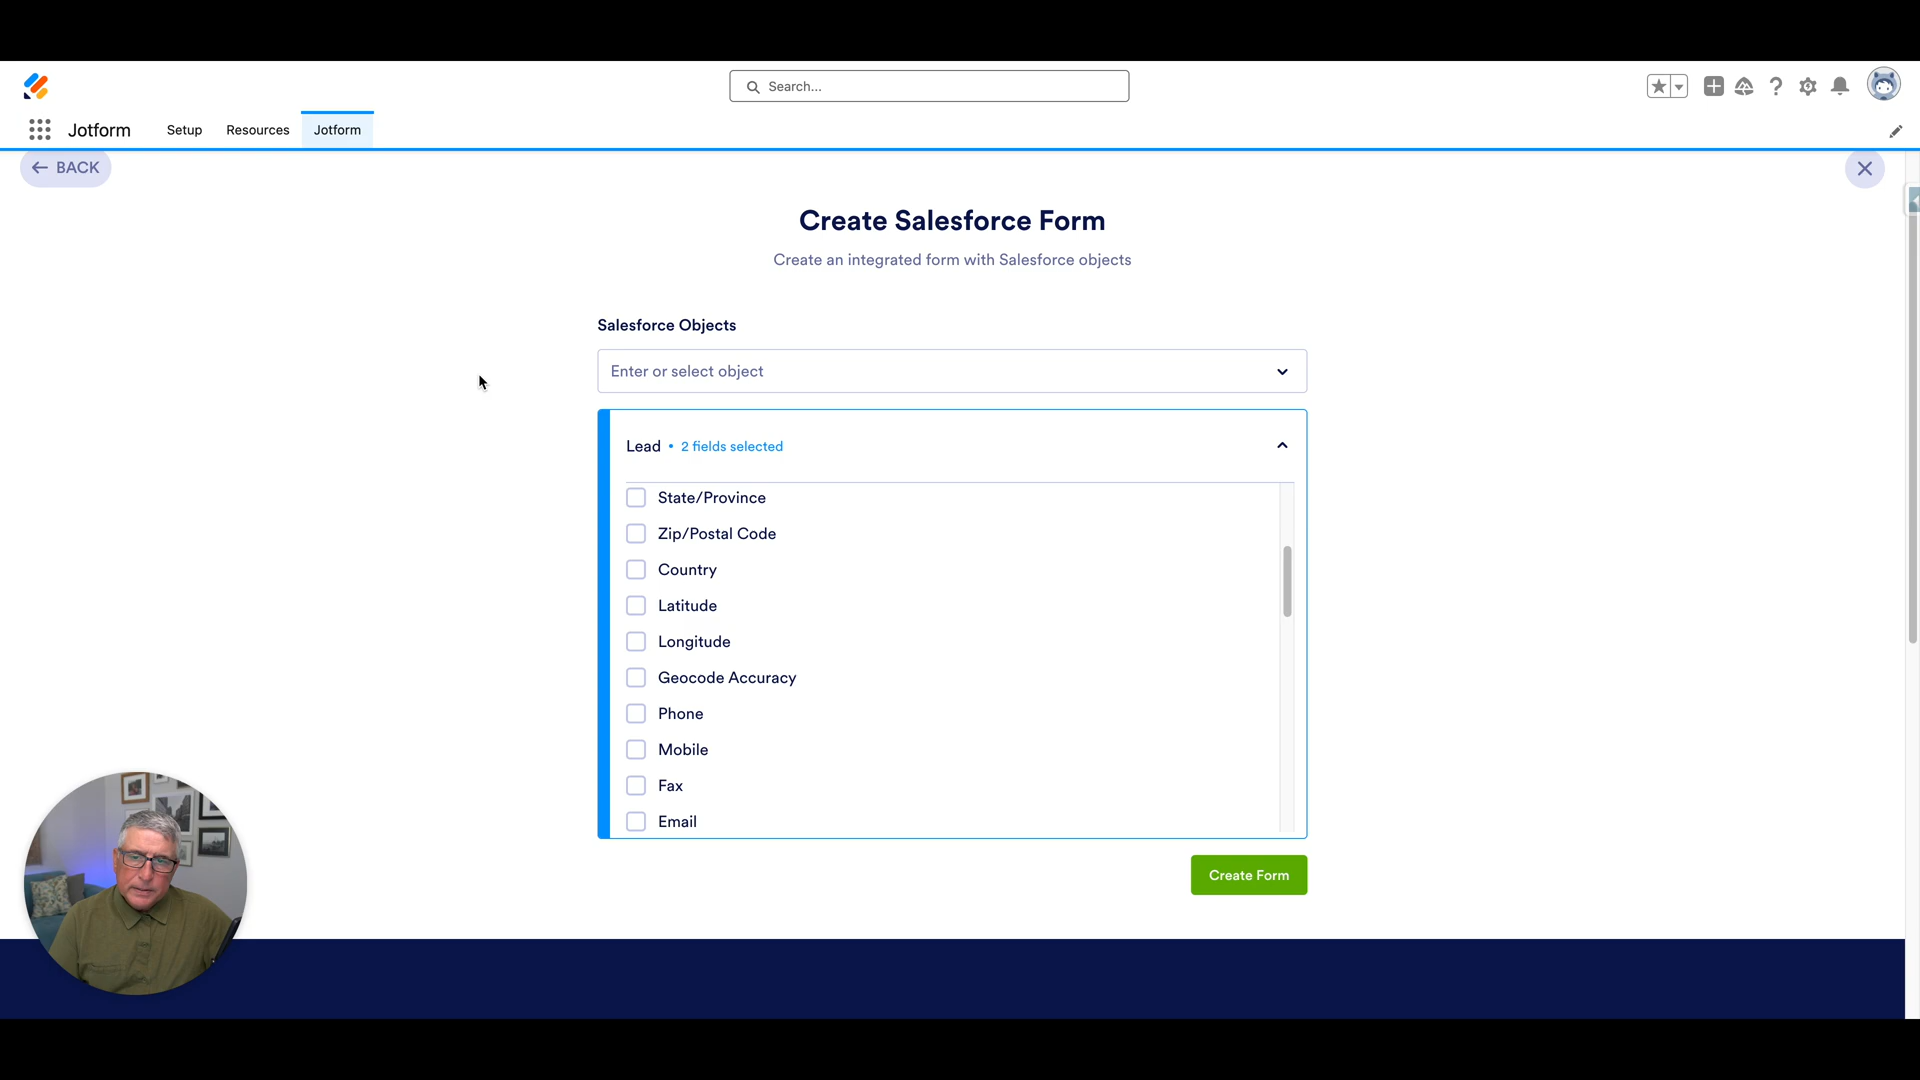 Search...
Jotform
Setup
Resources
Jotform
← BACK
Create Salesforce Form
Create an integrated form with Salesforce objects
Salesforce Objects
Enter or select object
Lead • 2 fields selected
State/Province
Zip/Postal Code
Country
Latitude
Longitude
Geocode Accuracy
Phone
Mobile
Fax
Email
Create Form